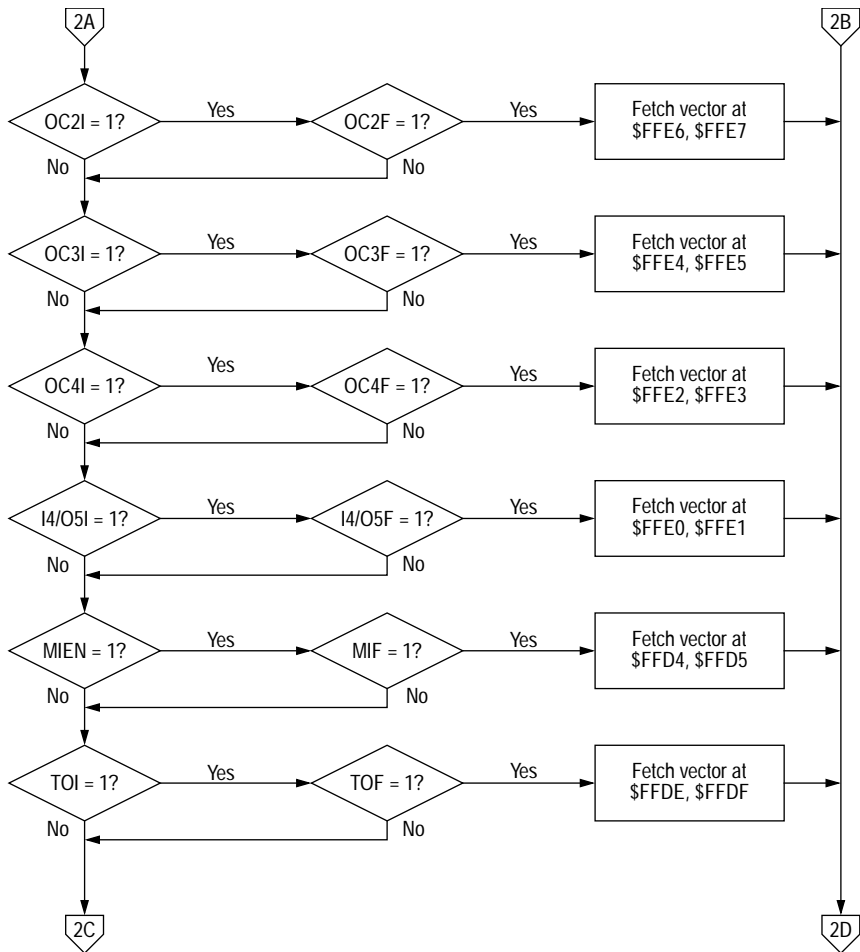 2A
2B
OC2I = 1?
Yes
OC2F = 1?
Yes
Fetch vector at
$FFE6, $FFE7
No
No
OC3I = 1?
Yes
OC3F = 1?
Yes
Fetch vector at
$FFE4, $FFE5
No
No
OC4I = 1?
Yes
OC4F = 1?
Yes
Fetch vector at
$FFE2, $FFE3
No
No
I4/O5I = 1?
Yes
I4/O5F = 1?
Yes
Fetch vector at
$FFE0, $FFE1
No
No
MIEN = 1?
Yes
MIF = 1?
Yes
Fetch vector at
$FFD4, $FFD5
No
No
TOI = 1?
Yes
TOF = 1?
Yes
Fetch vector at
$FFDE, $FFDF
No
No
2C
2D